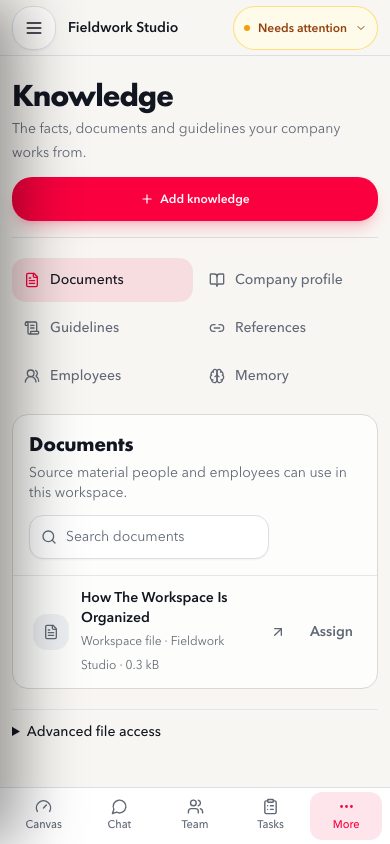 Fieldwork Studio
Needs attention
Knowledge
The facts, documents and guidelines your company
works from.
Add knowledge
Documents
Company profile
Guidelines
References
Employees
Memory
Documents
Source material people and employees can use in
this workspace.
Search documents
How The Workspace Is
Organized
Workspace file · Fieldwork
Studio · 0.3 kB
Assign
Advanced file access
Canvas
Chat
Team
Tasks
More